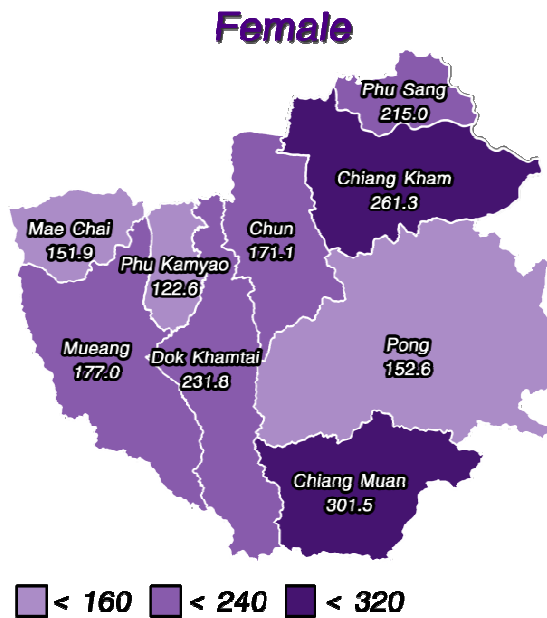 Female
Phu Sang
215.0
Chiang Kham
261.3
Mae Chai
151.9
Chun
171.1
Phu Kamyao
122.6
Mueang
177.0
Dok Khamtai
231.8
Pong
152.6
Chiang Muan
301.5
< 160 < 240 < 320